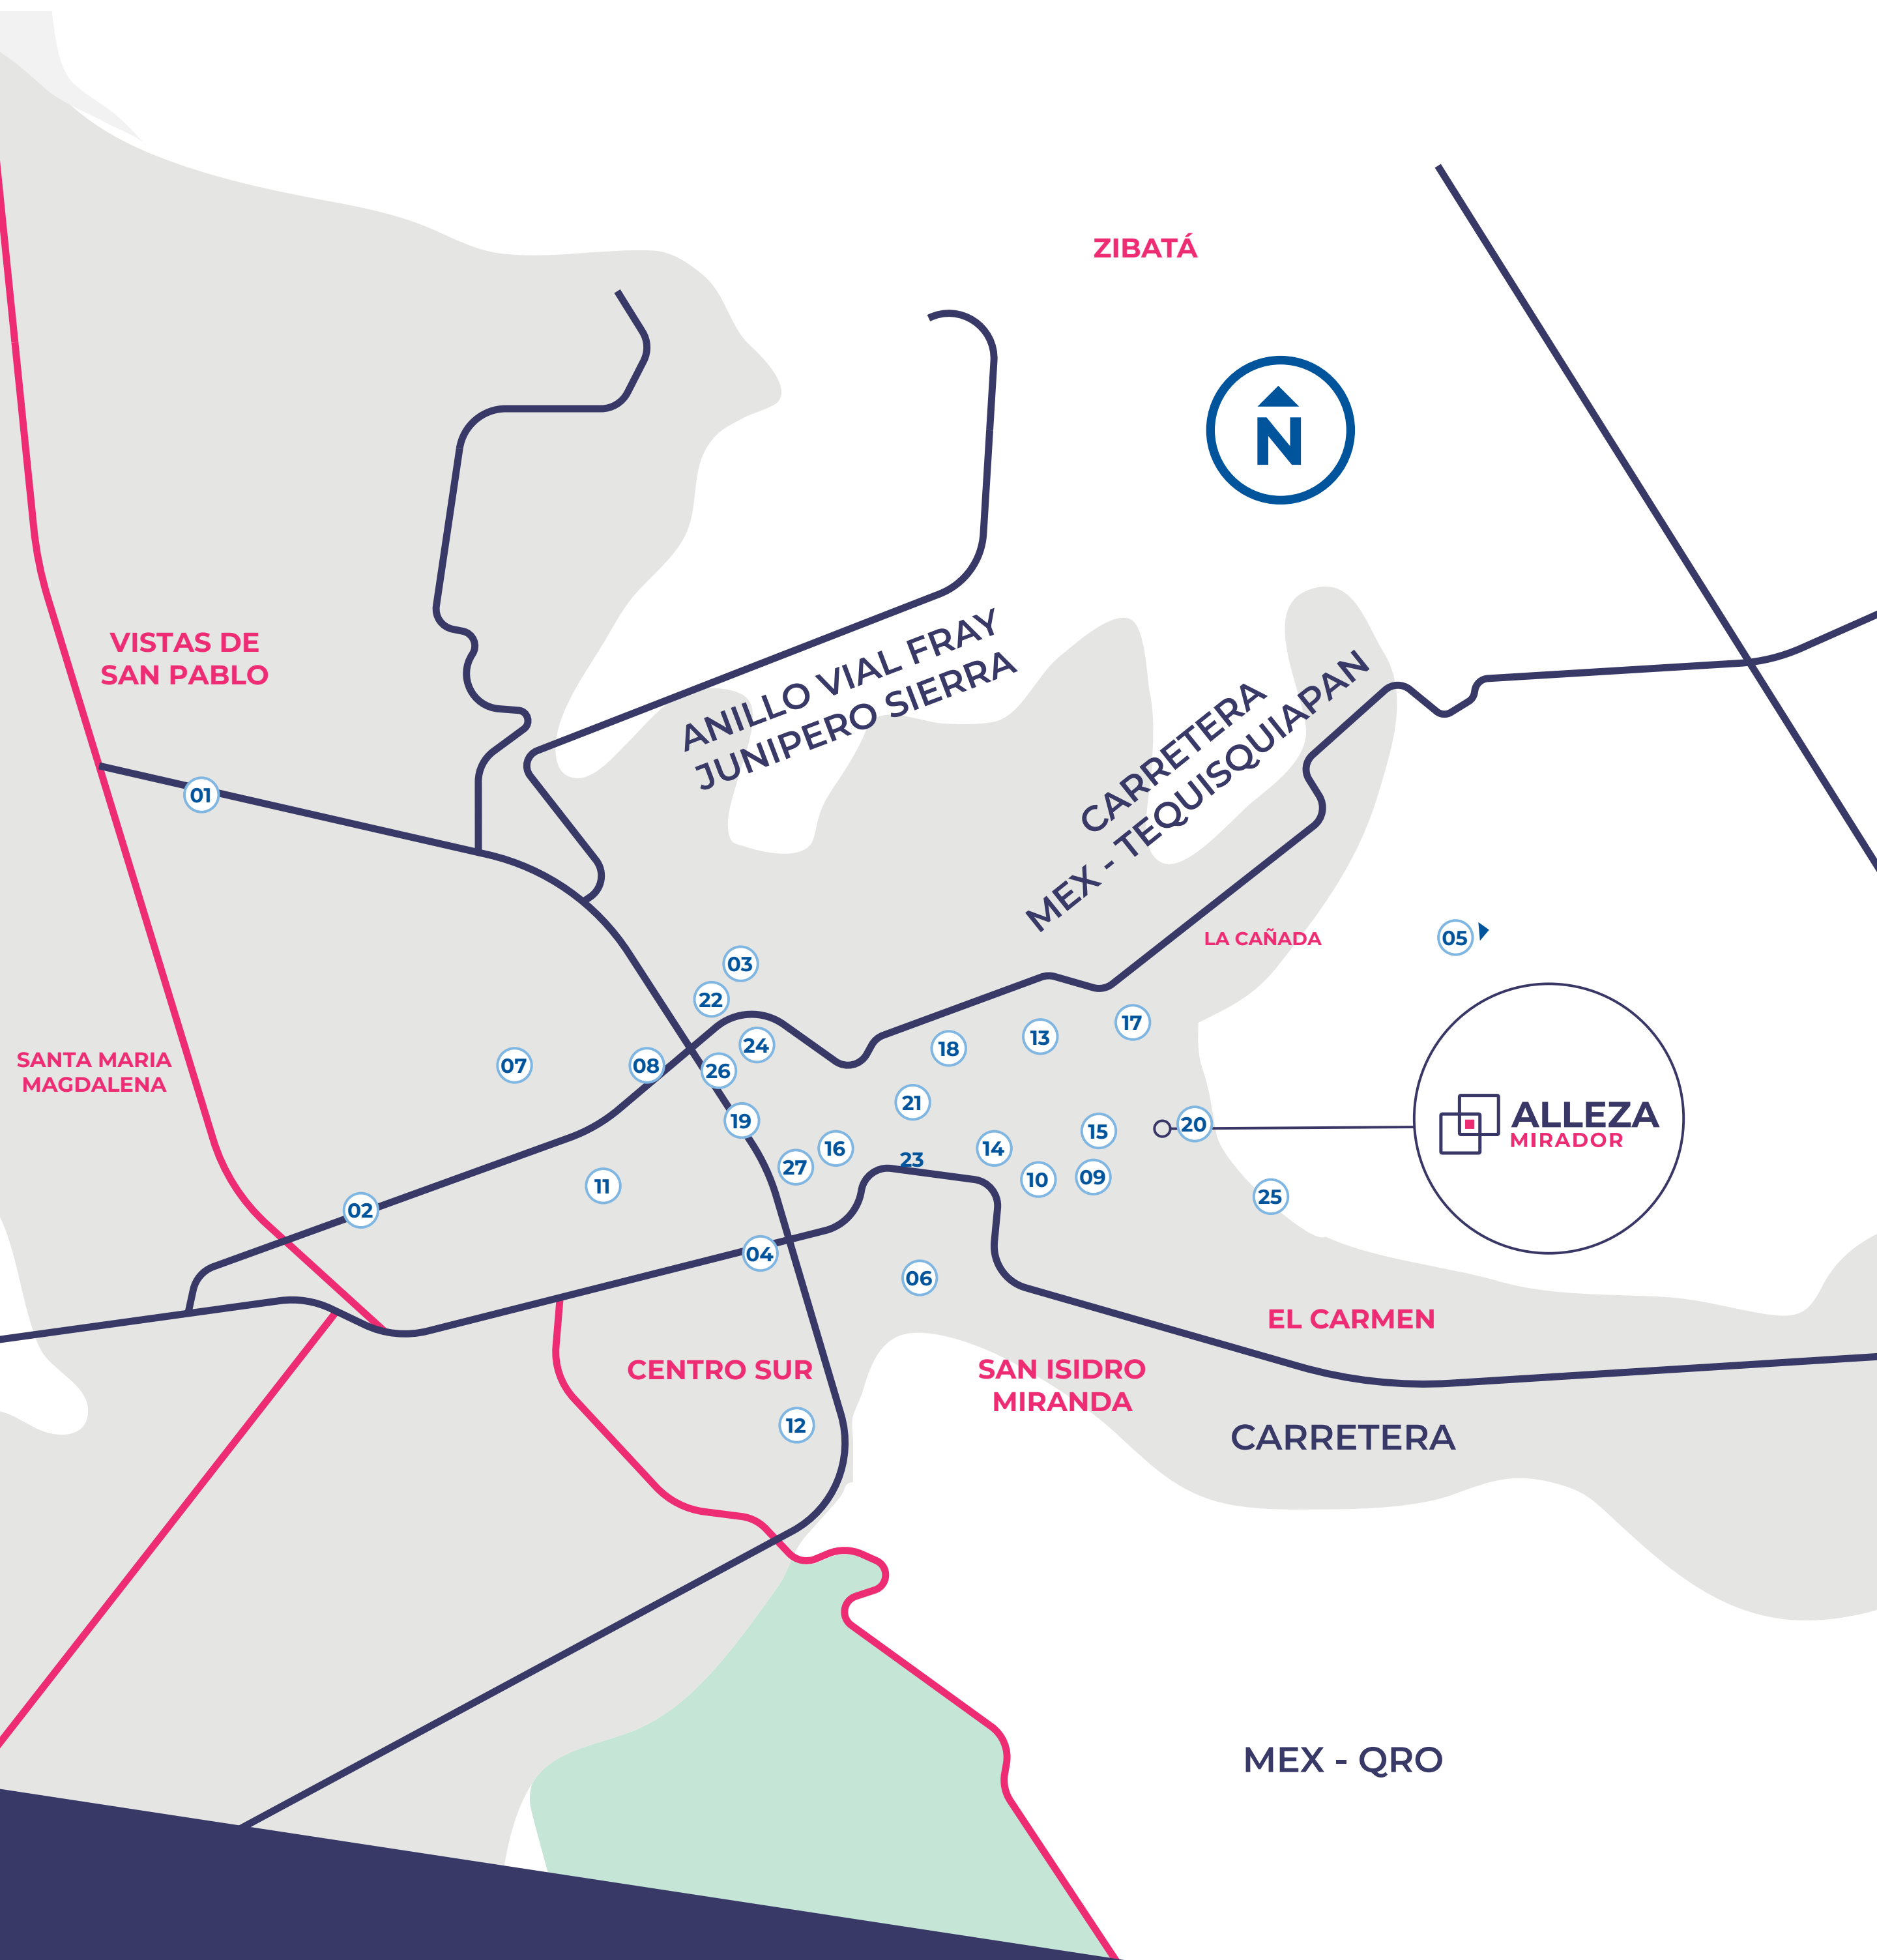 ZIBATÁ
N
ANILLO VIAL FRAY
JUNIPERO SIERRA
VISTAS DE
SAN PABLO
CARRETERA
MEX - TEQUISQUIAPAN
01
LA CAÑADA
05
03
22
17
13
24
18
SANTA MARIA
MAGDALENA
07
08
26
21
19
20
15
ALLEZA
MIRADOR
16
14
23
27
09
10
11
25
02
04
06
EL CARMEN
CENTRO SUR
SAN ISIDRO
MIRANDA
12
CARRETERA
MEX - QRO